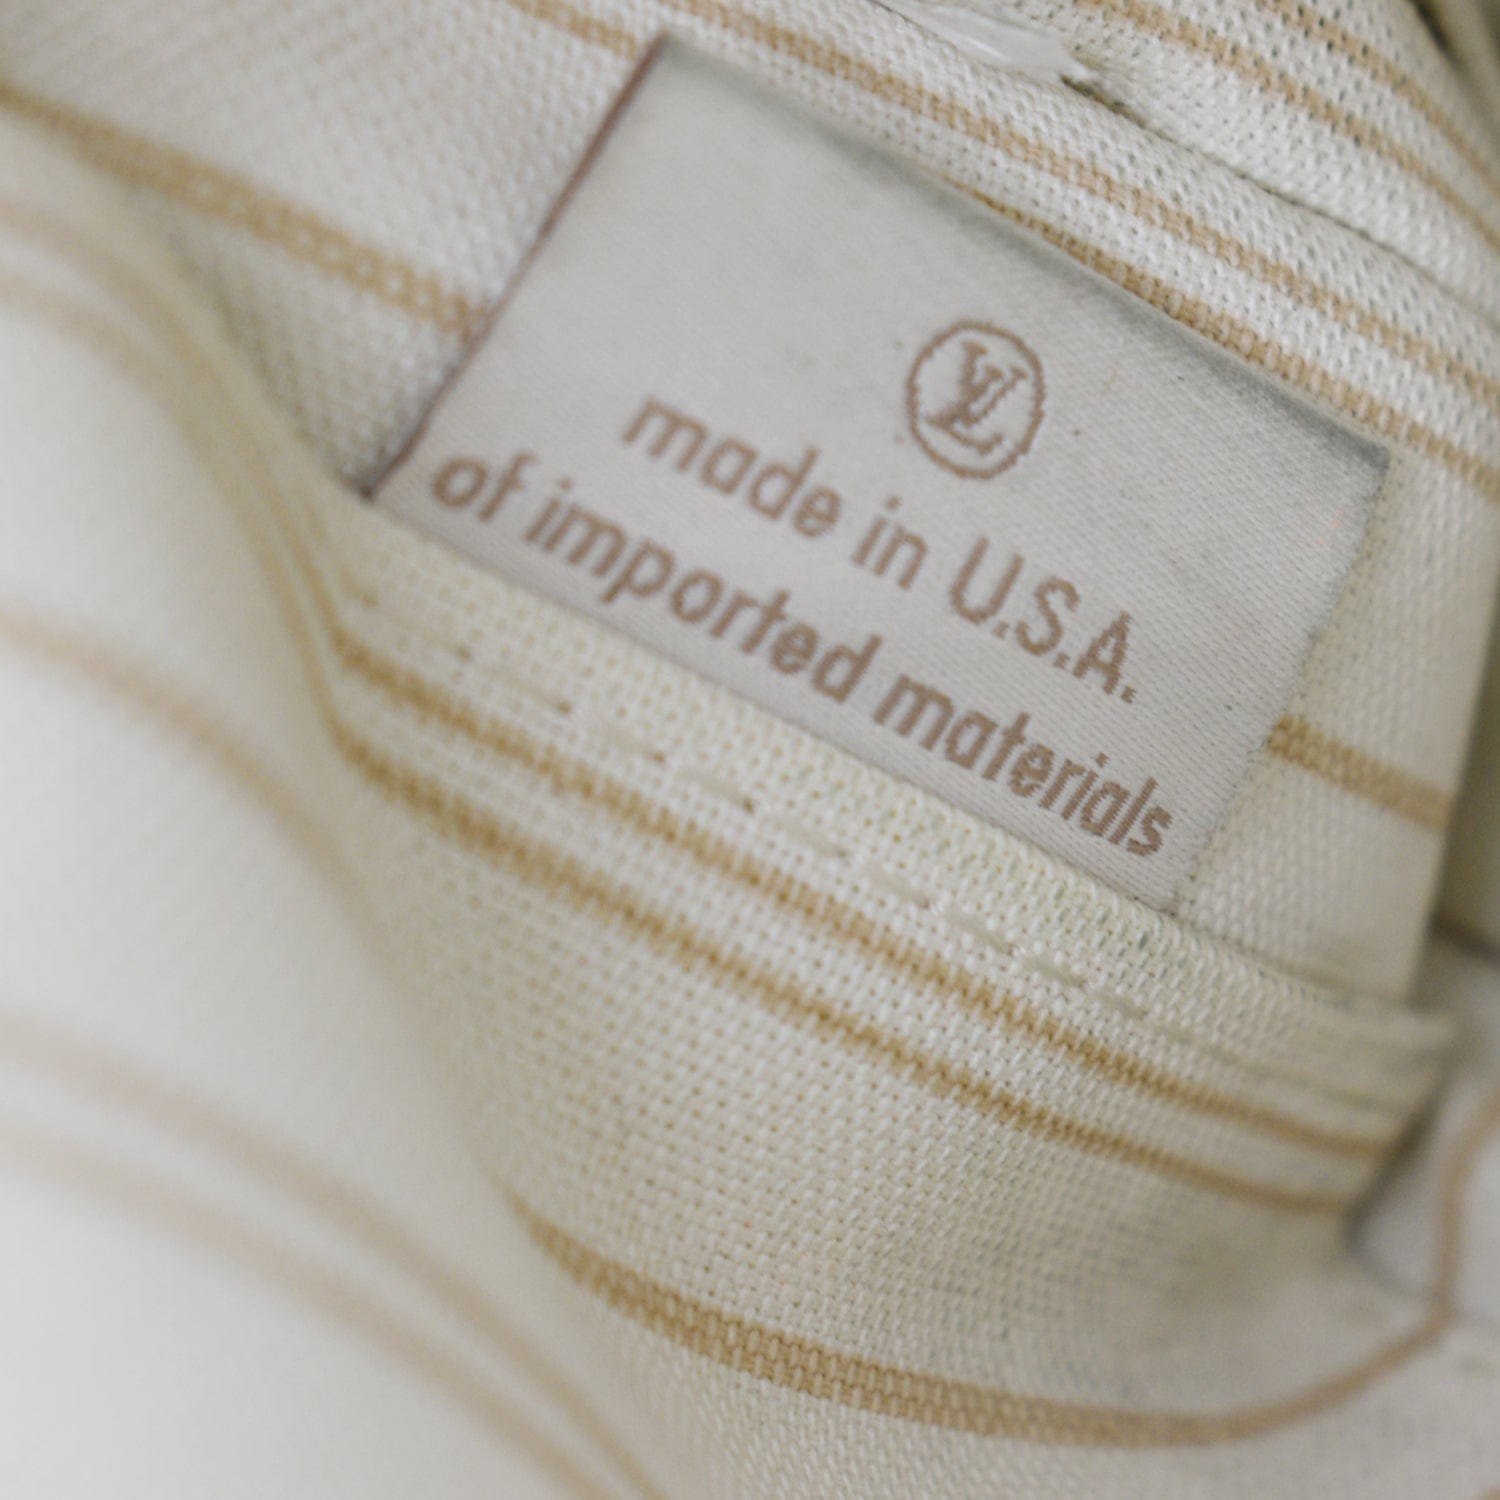 LV
made in U.S.A.
of imported materials